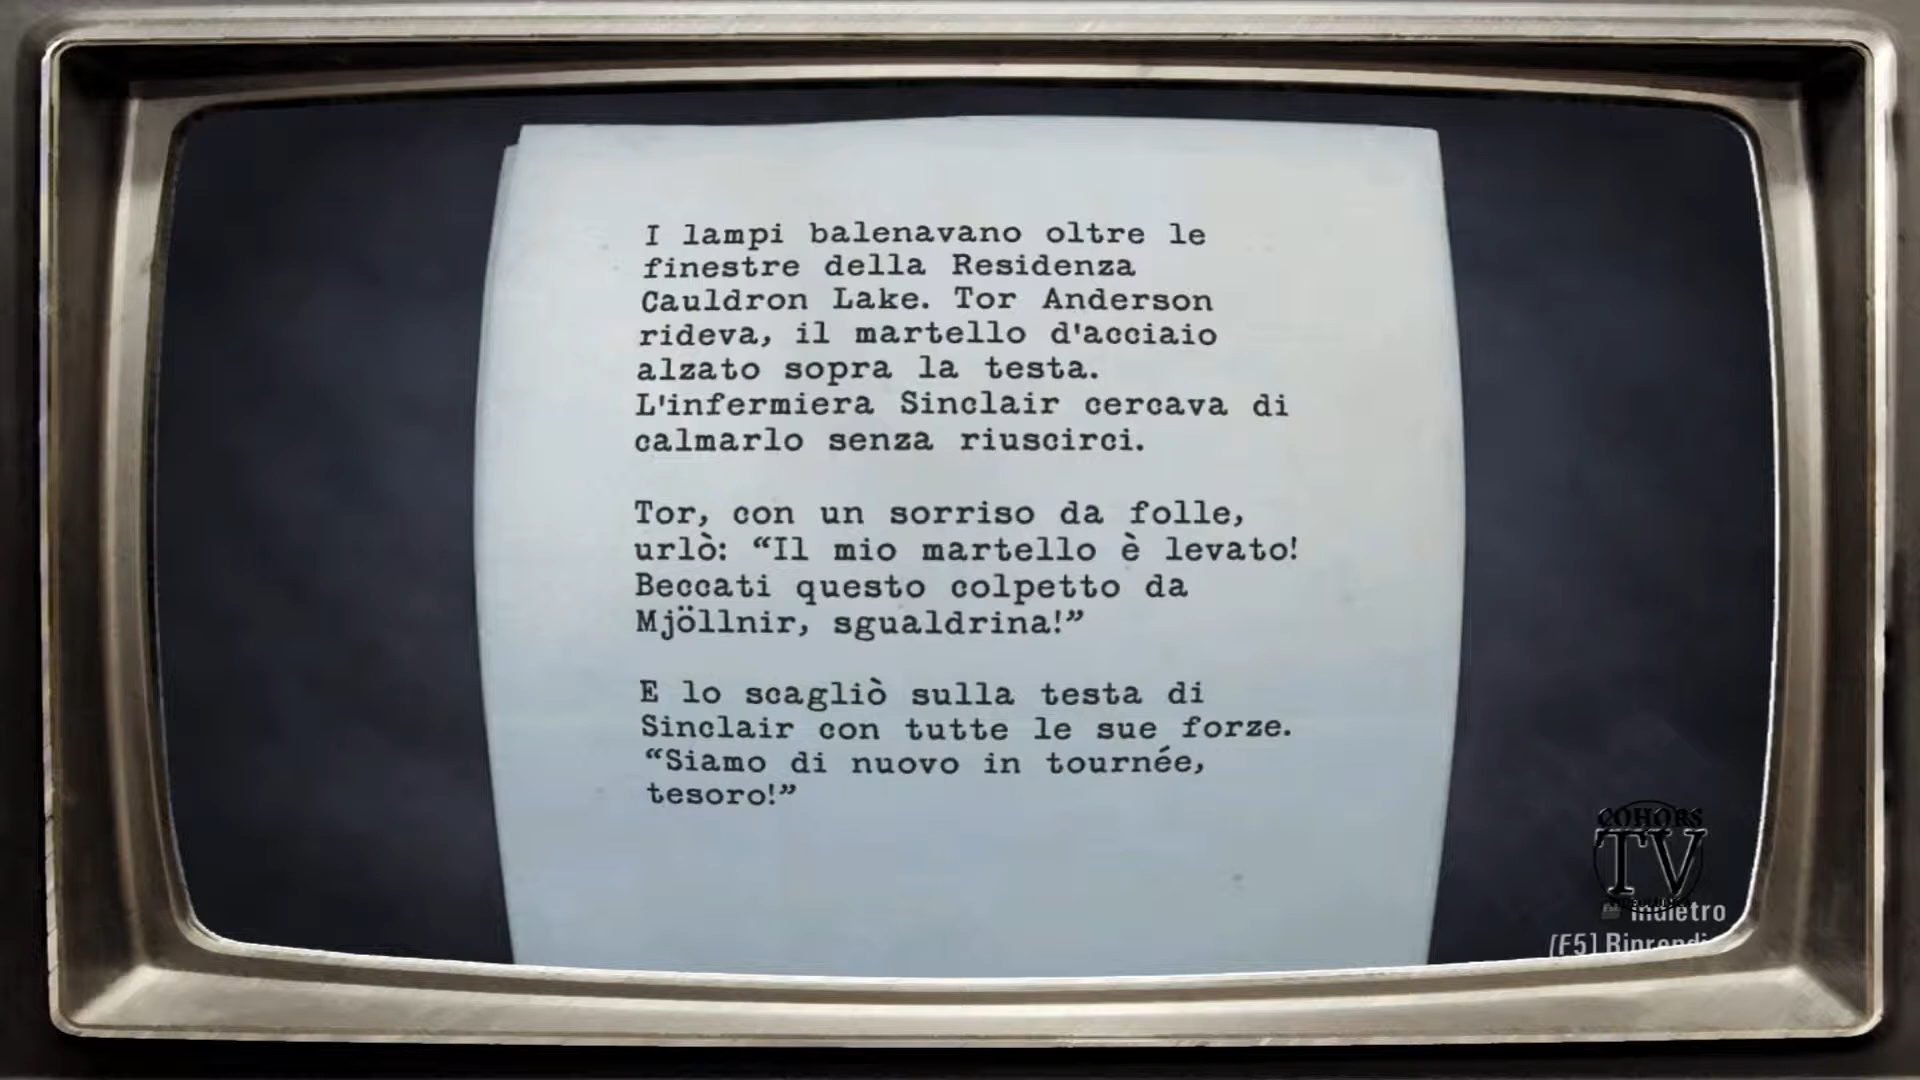 I lampi balenavano oltre le
finestre della Residenza
Cauldron Lake. Tor Anderson
rideva, il martello d'acciaio
alzato sopra la testa.
L'infermiera Sinclair cercava di
calmarlo senza riuscirci.
Tor, con un sorriso da folle,
urlò: “Il mio martello è levato!
Beccati questo colpetto da
Mjöllnir, sgualdrina!”
E lo scagliò sulla testa di
Sinclair con tutte le sue forze.
“Siamo di nuovo in tournée,
tesoro!”
COHORS
TV
Indietro
[F5]